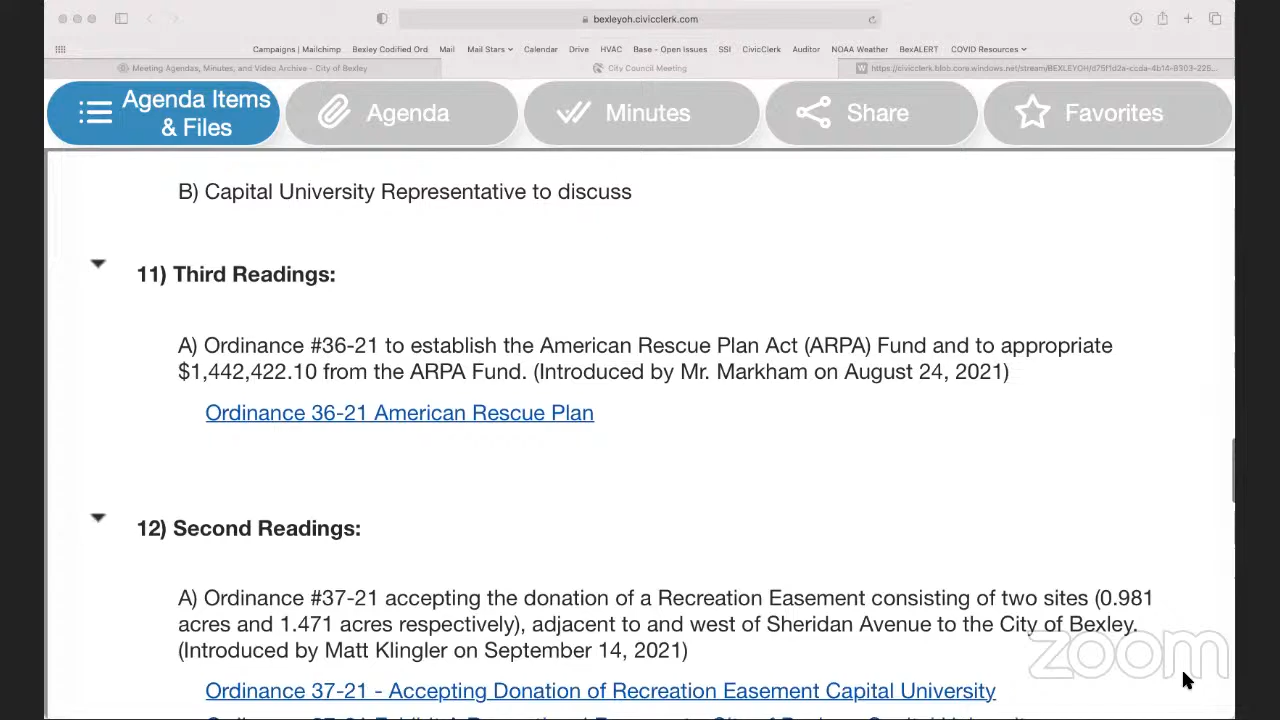 bexleyoh.civicclerk.com
Campaigns | Mailchimp Bexley Codified Ord Mail Mail Stars Calendar Drive HVAC Base - Open Issues SSI CivicClerk Auditor NOAA Weather BexALERT COVID Resources
Meeting Agendas, Minutes, and Video Archive - City of Bexley City Council Meeting
Agenda Items & Files
Agenda
Minutes
Share
Favorites
B) Capital University Representative to discuss
11) Third Readings:
A) Ordinance #36-21 to establish the American Rescue Plan Act (ARPA) Fund and to appropriate
$1,442,422.10 from the ARPA Fund. (Introduced by Mr. Markham on August 24, 2021)
Ordinance 36-21 American Rescue Plan
12) Second Readings:
A) Ordinance #37-21 accepting the donation of a Recreation Easement consisting of two sites (0.981
acres and 1.471 acres respectively), adjacent to and west of Sheridan Avenue to the City of Bexley.
(Introduced by Matt Klingler on September 14, 2021)
zoom
Ordinance 37-21 - Accepting Donation of Recreation Easement Capital University